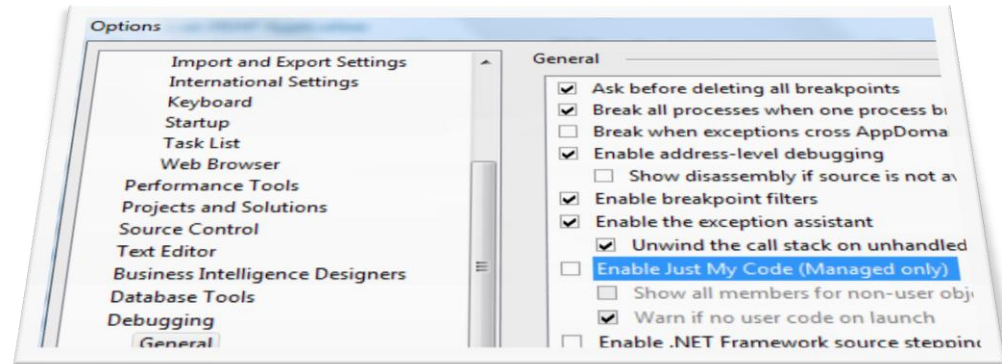 Options
Import and Export Settings
International Settings
Keyboard
Startup
Task List
Web Browser
Performance Tools
Projects and Solutions
Source Control
Text Editor
Business Intelligence Designers
Database Tools
Debugging
General
General
Ask before deleting all breakpoints
Break all processes when one process
Break when exceptions cross
Enable address-level debugging
Show disassembly if source is not
Enable breakpoint filters
Enable the exception assistant
Unwind the call stack on unhandled
Enable Just My Code (Managed only)
Show all members for non-user
Warn if no user code on launch
Enable .NET Framework source